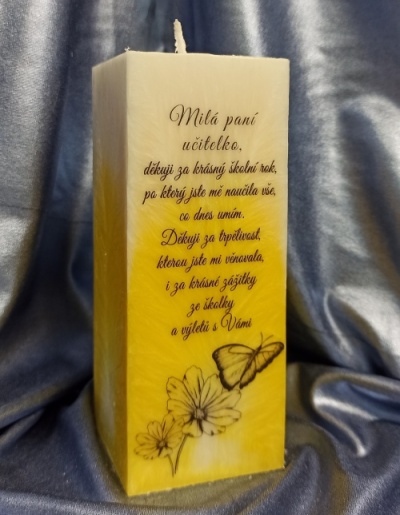 Milá paní
učitelko,
děkuji za krásný školní rok,
po který jste mě naučila vše,
co dnes umím.
Děkuji za trpělivost,
kterou jste mi věnovala,
i za krásné zážitky
ze školky
a výletů s Vámi